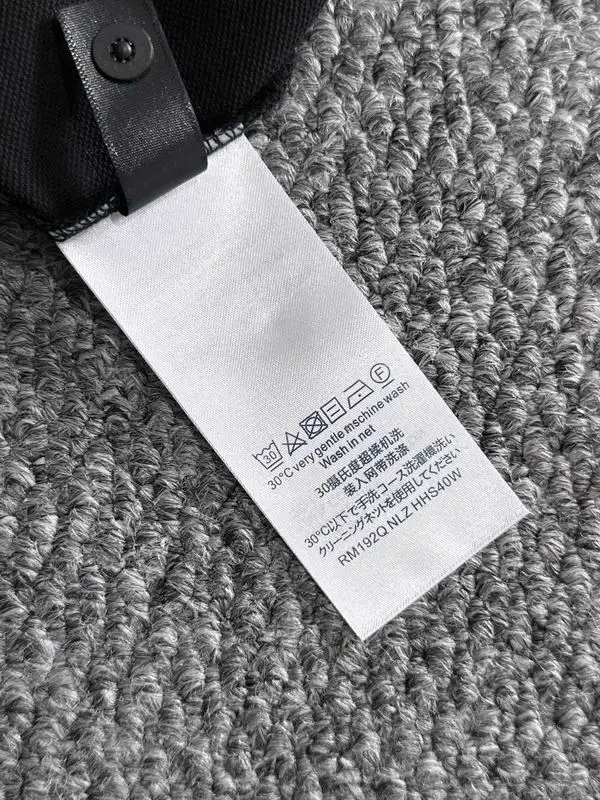 30 F
30°C very gentle fnschine wash
Wash in net
30攝氏度超揉机洗
装入网带洗涤
30°C以下で手洗コース洗濯機洗い
クリーニングネットを使用してください
RM192Q NLZ HHS40W